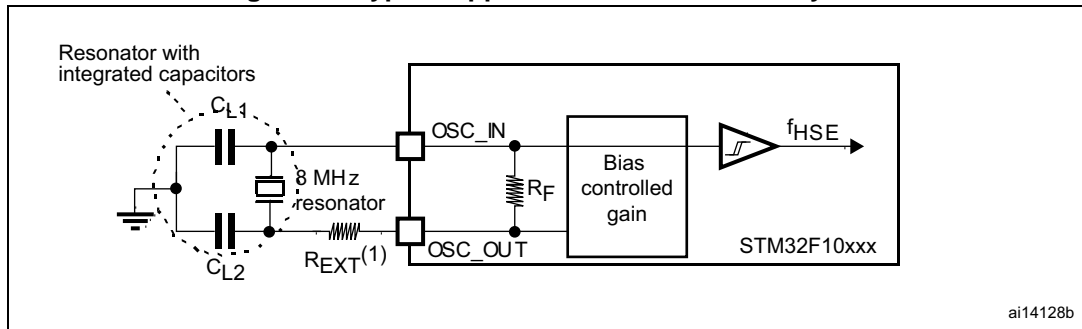 Resonator with
integrated capacitors
CL1
OSC_IN
fHSE
8 MHz
resonator
RF
Bias
controlled
gain
REXT(1)
OSC_OUT
STM32F10xxx
CL2
ai14128b